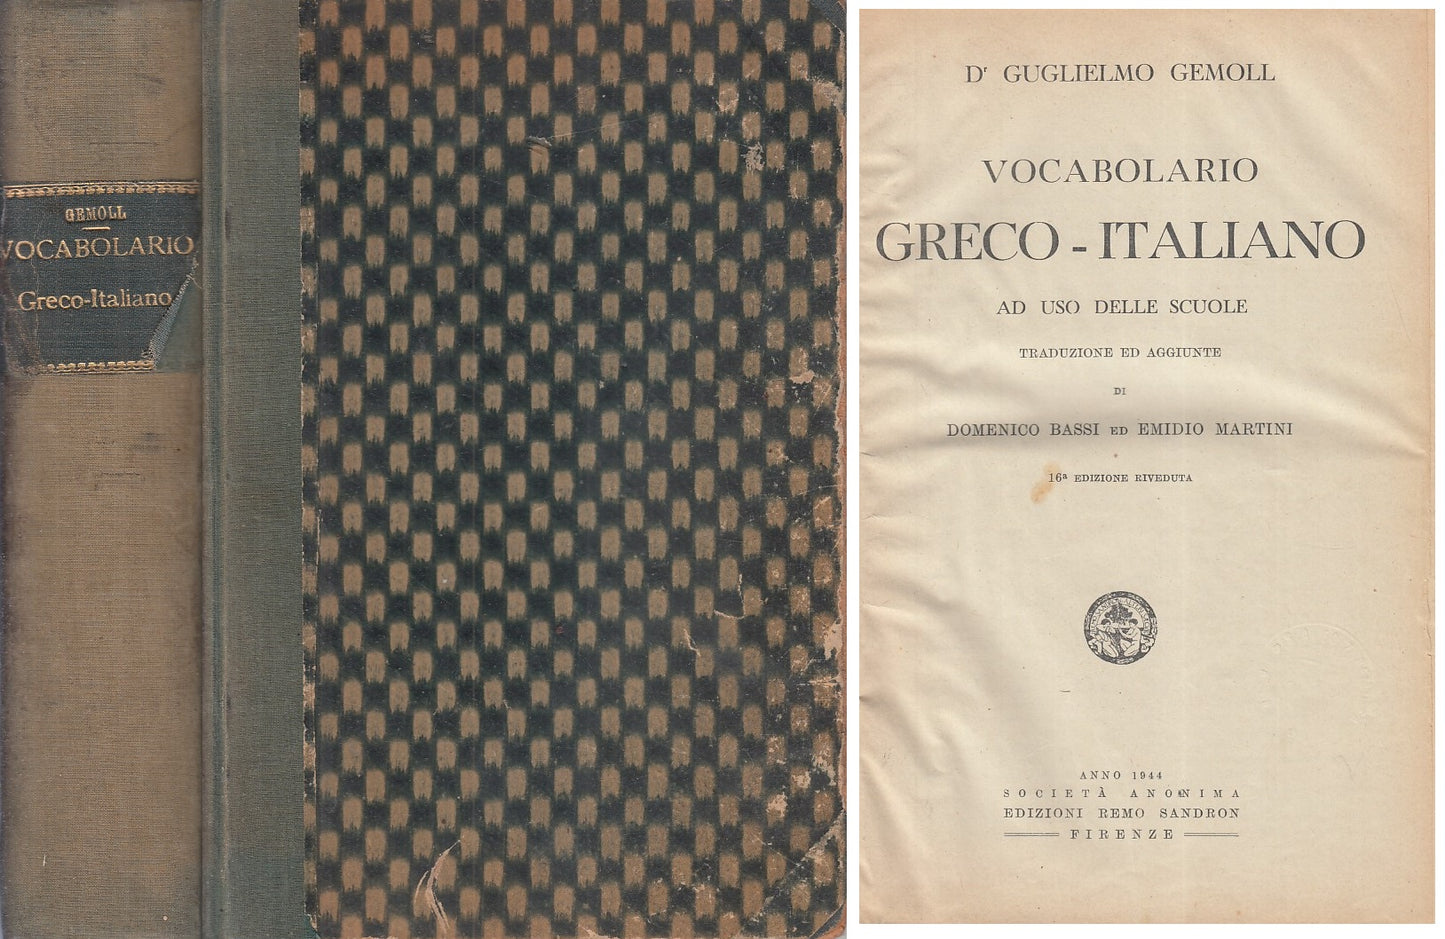 GEMOLL
VOCABOLARIO
Greco-Italiano
Dʳ GUGLIELMO GEMOLL
VOCABOLARIO
GRECO-ITALIANO
AD USO DELLE SCUOLE
TRADUZIONE ED AGGIUNTE
DI
DOMENICO BASSI ED EMIDIO MARTINI
16ª EDIZIONE RIVEDUTA
ANNO 1944
SOCIETÀ ANONIMA
EDIZIONI REMO SANDRON
FIRENZE